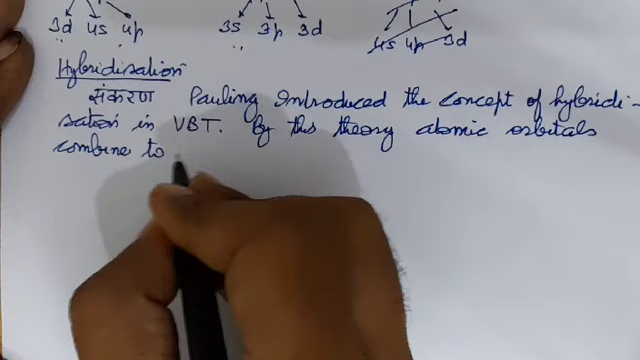 3d 4s 4p 3s 3p 3d 4s 4p 3d
Hybridisation
संकरण Pauling Introduced the concept of hybridi-
sation in VBT. By this theory atomic orbitals
combine to